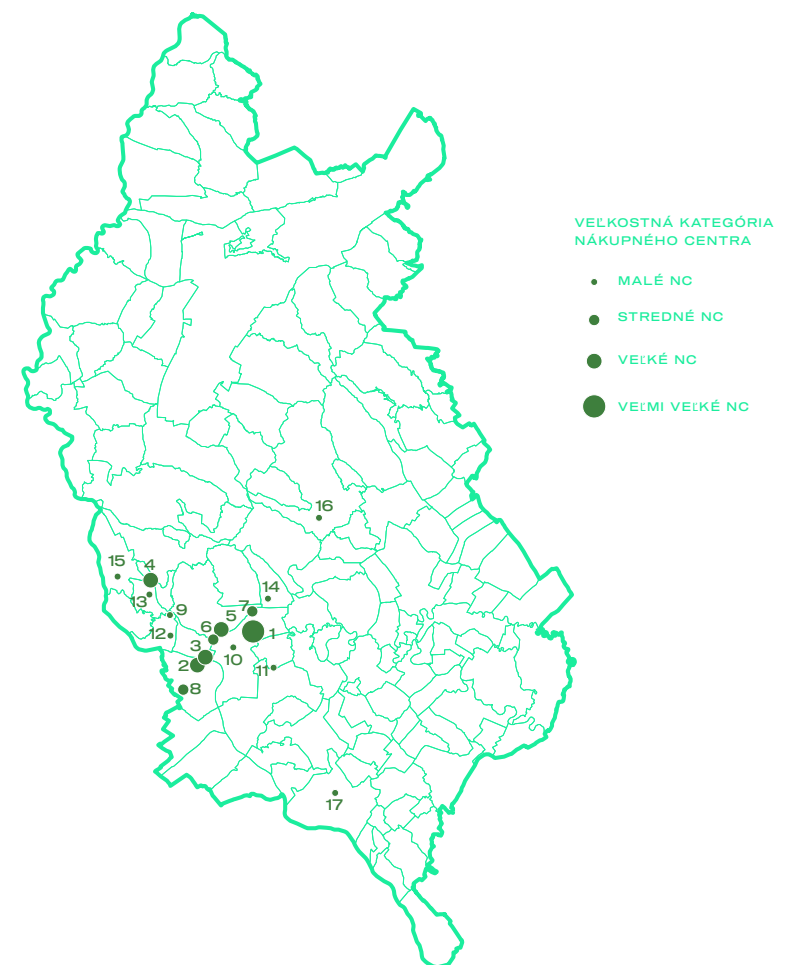 VEĽKOSTNÁ KATEGÓRIA
NÁKUPNÉHO CENTRA
MALÉ NC
STREDNÉ NC
VEĽKÉ NC
VEĽMI VEĽKÉ NC
16
15
4
13
14
9
7
5
12
6
1
3
10
2
11
8
17